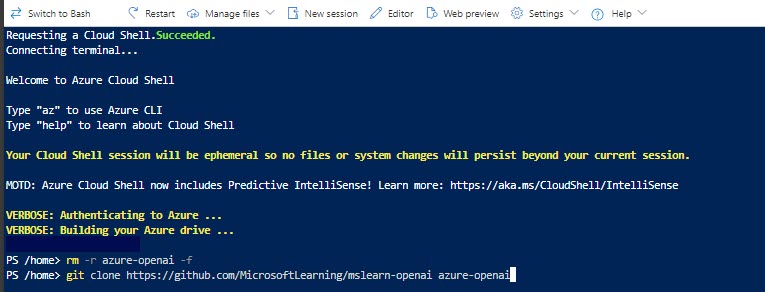 Switch to Bash Restart Manage files New session Editor Web preview Settings Help
Requesting a Cloud Shell.Succeeded.
Connecting terminal...
Welcome to Azure Cloud Shell
Type "az" to use Azure CLI
Type "help" to learn about Cloud Shell
Your Cloud Shell session will be ephemeral so no files or system changes will persist beyond your current session.
MOTD: Azure Cloud Shell now includes Predictive IntelliSense! Learn more: https://aka.ms/CloudShell/IntelliSense
VERBOSE: Authenticating to Azure ...
VERBOSE: Building your Azure drive ...
PS /home> rm -r azure-openai -f
PS /home> git clone https://github.com/MicrosoftLearning/mslearn-openai azure-openai